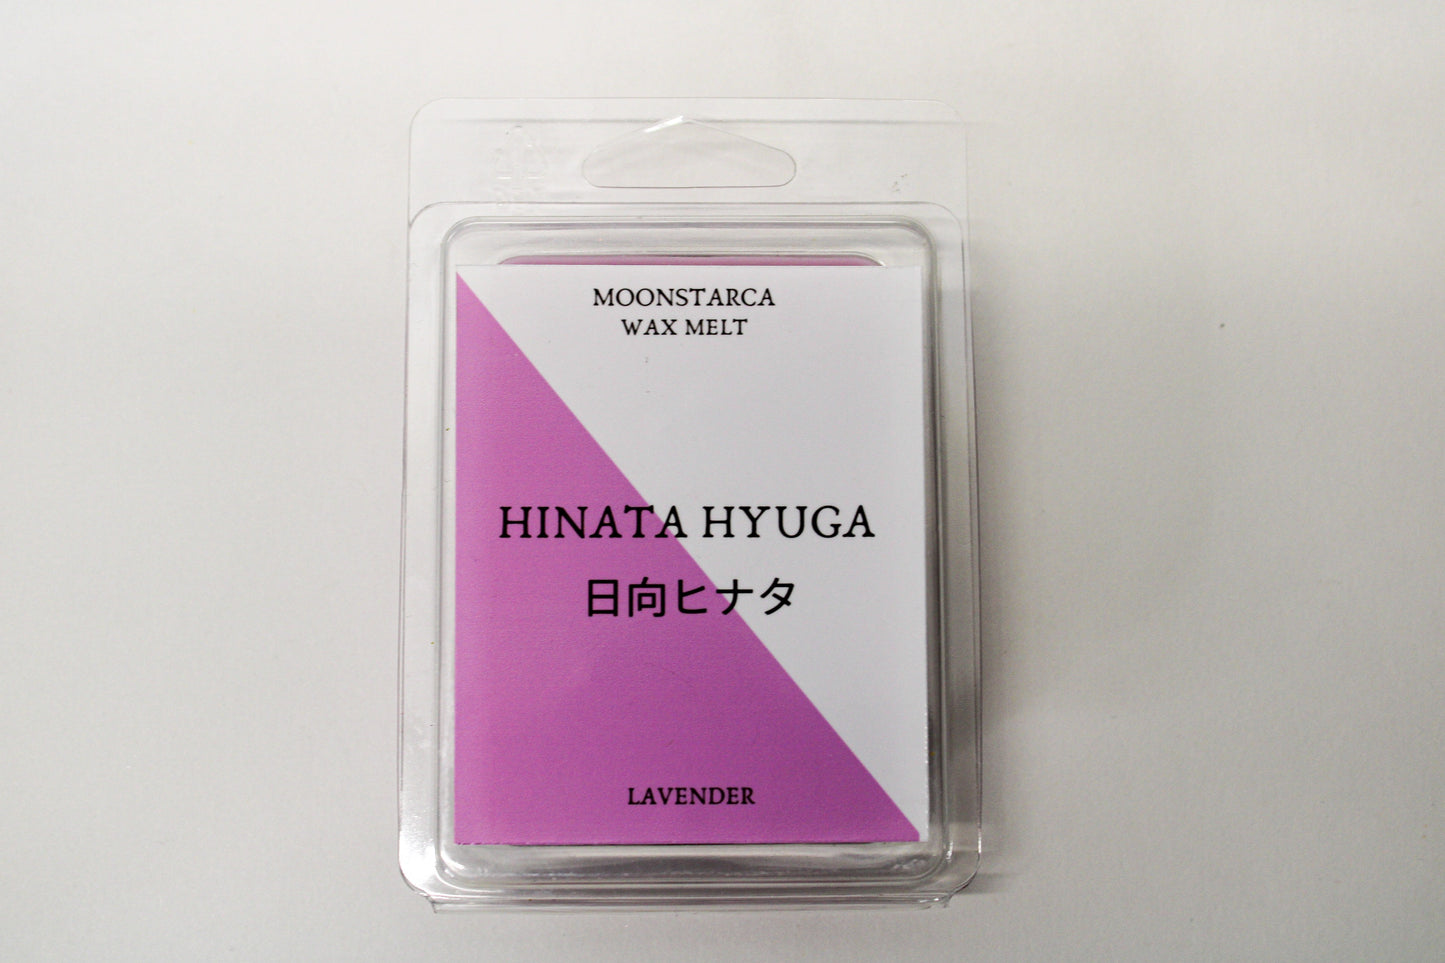 MOONSTARCA
WAX MELT
HINATA HYUGA
日向ヒナタ
LAVENDER